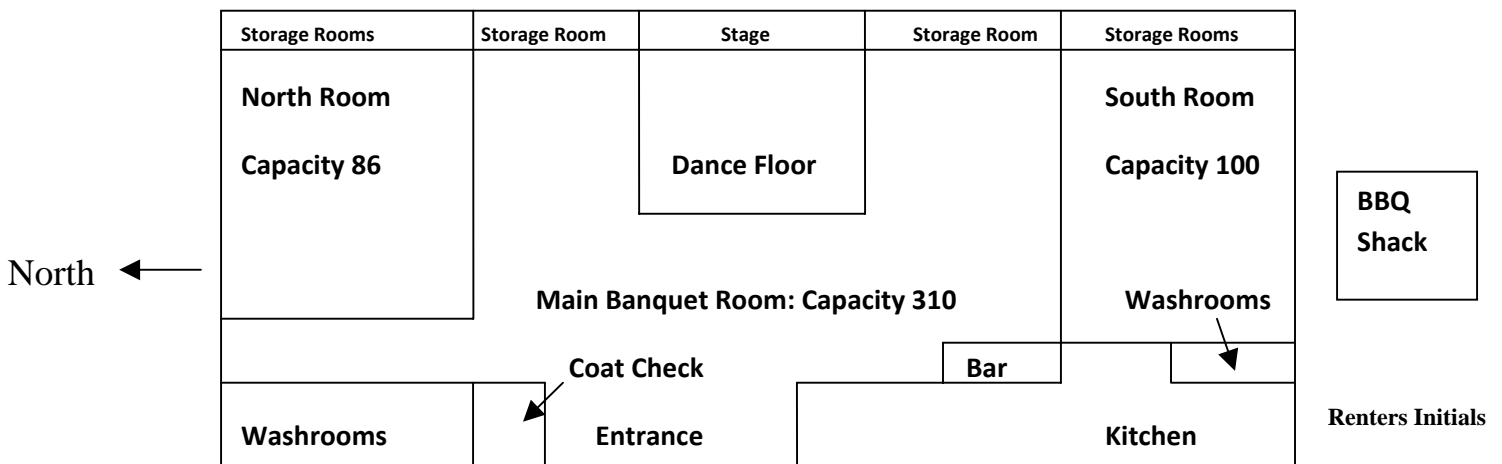 Storage Rooms Storage Room Stage Storage Room Storage Rooms
North Room South Room
Capacity 86 Dance Floor Capacity 100
BBQ
Shack
North
Main Banquet Room: Capacity 310 Washrooms
Coat Check Bar
Renters Initials
Washrooms Entrance Kitchen